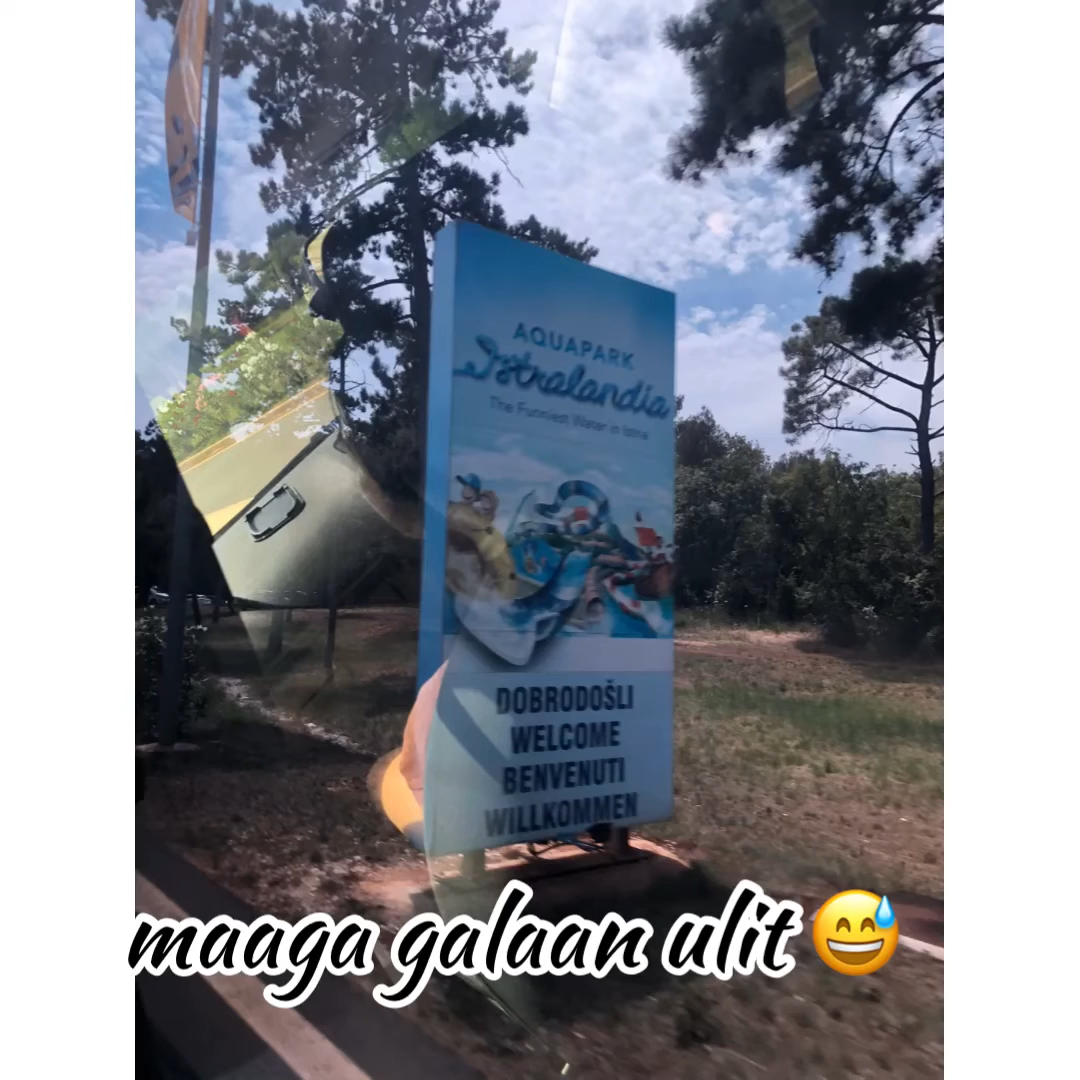 AQUAPARK
Istralandia
The Funniest Water in Istria
DOBRODOŠLI
WELCOME
BENVENUTI
WILLKOMMEN
maaga galaan ulit 😅